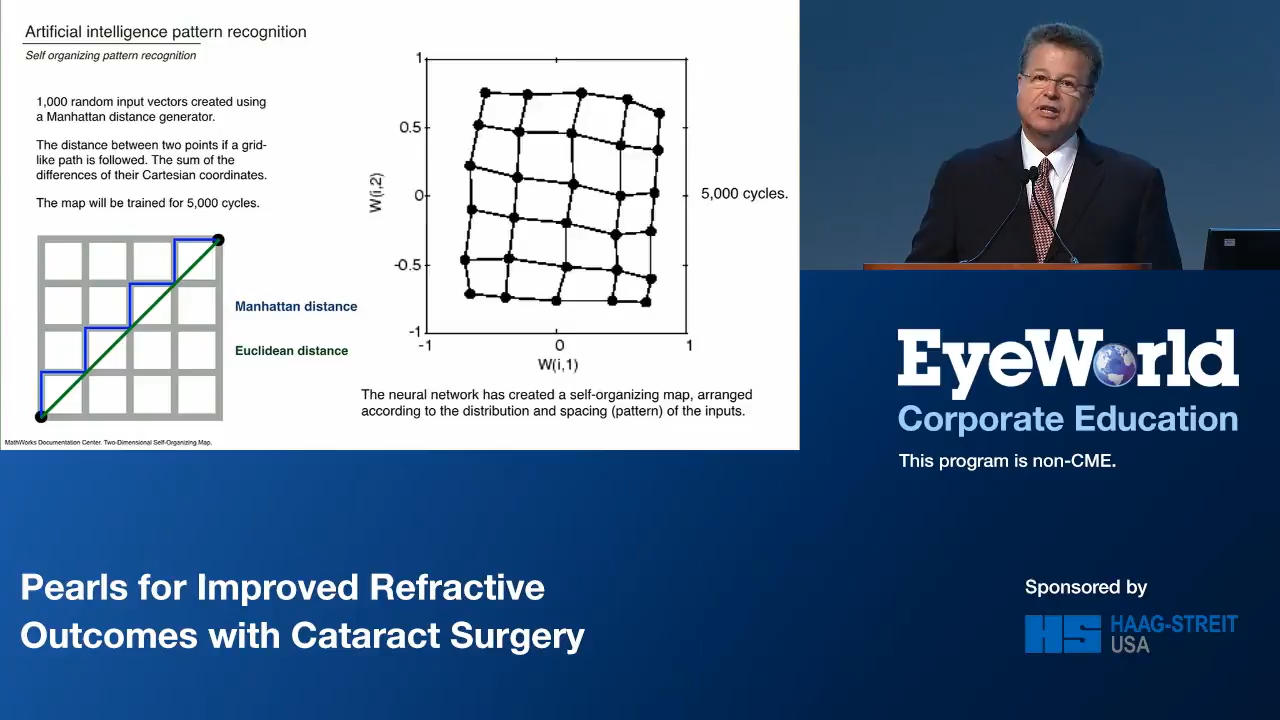 Artificial intelligence pattern recognition
Self organizing pattern recognition
1,000 random input vectors created using
a Manhattan distance generator.
The distance between two points if a grid-
like path is followed. The sum of the
differences of their Cartesian coordinates.
The map will be trained for 5,000 cycles.
Manhattan distance
Euclidean distance
MathWorks Documentation Center. Two-Dimensional Self-Organizing Map.
1
0.5
0
-0.5
-1
W(i,2)
-1
0
1
W(i,1)
5,000 cycles.
The neural network has created a self-organizing map, arranged
according to the distribution and spacing (pattern) of the inputs.
EyeWorld
Corporate Education
This program is non-CME.
Pearls for Improved Refractive
Outcomes with Cataract Surgery
Sponsored by
HS HAAG-STREIT
USA